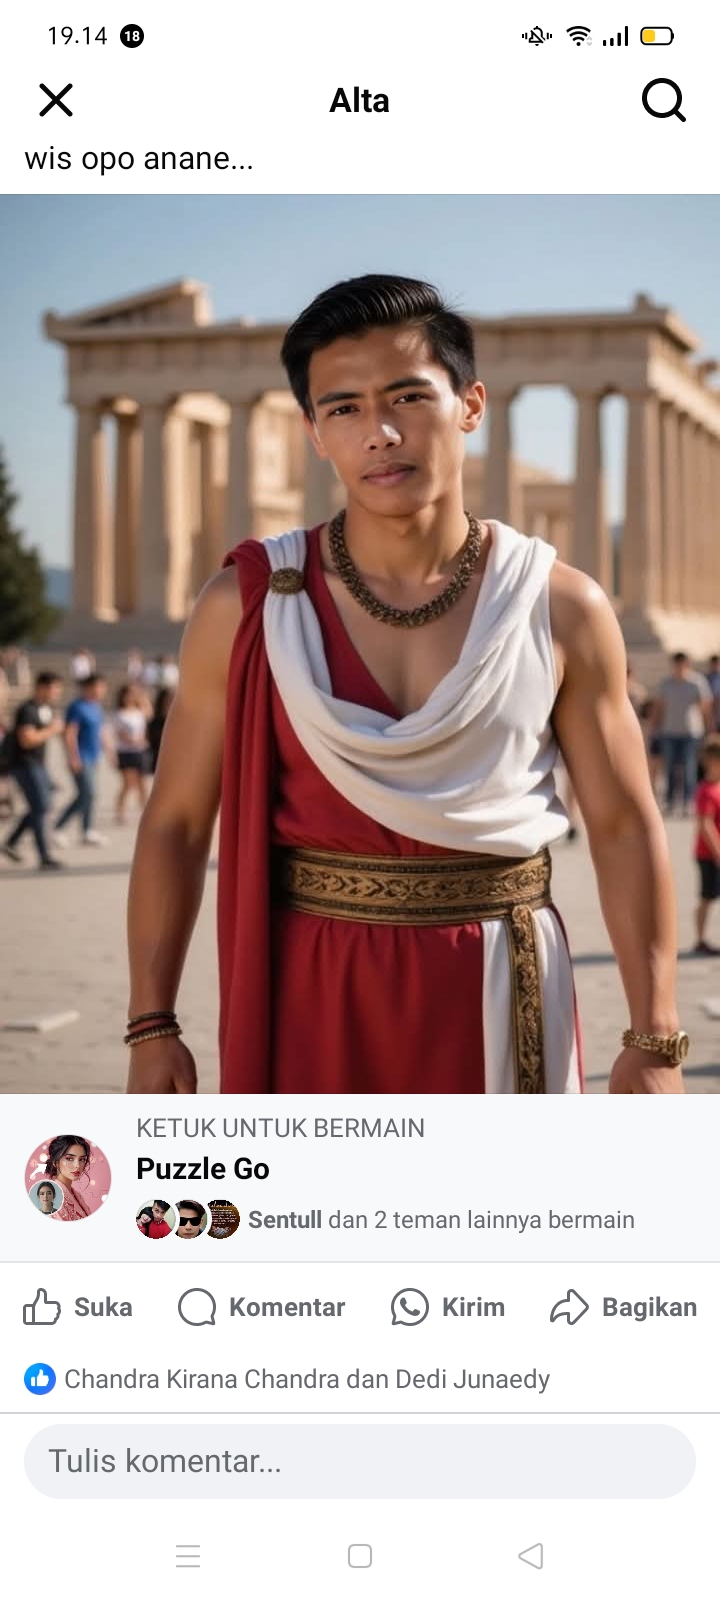 19.14 18
Alta
wis opo anane...
KETUK UNTUK BERMAIN
Puzzle Go
Sentull dan 2 teman lainnya bermain
Suka Komentar Kirim Bagikan
Chandra Kirana Chandra dan Dedi Junaedy
Tulis komentar...